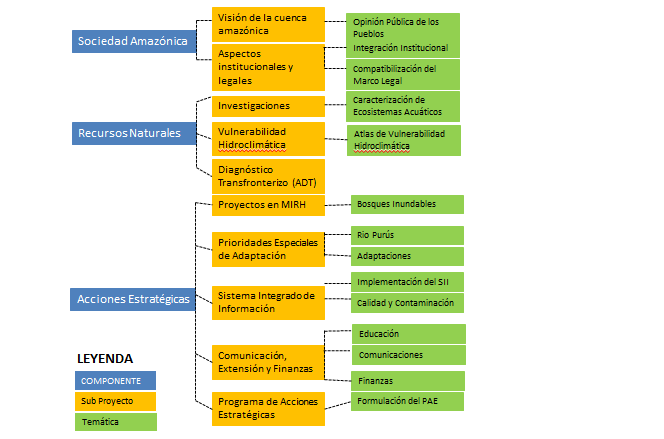 Sociedad Amazónica
Visión de la cuenca
amazónica
Opinión Pública de los
Pueblos
Aspectos
institucionales y
legales
Integración Institucional
Compatibilización del
Marco Legal
Recursos Naturales
Investigaciones
Caracterización de
Ecosistemas Acuáticos
Vulnerabilidad
Hidroclimática
Atlas de Vulnerabilidad
Hidroclimática
Diagnóstico
Transfronterizo (ADT)
Acciones Estratégicas
Proyectos en MIRH
Bosques Inundables
Prioridades Especiales
de Adaptación
Rio Purús
Adaptaciones
Sistema Integrado de
Información
Implementación del SII
Calidad y Contaminación
Comunicación,
Extensión y Finanzas
Educación
Comunicaciones
Finanzas
Programa de Acciones
Estratégicas
Formulación del PAE
LEYENDA
COMPONENTE
Sub Proyecto
Temática